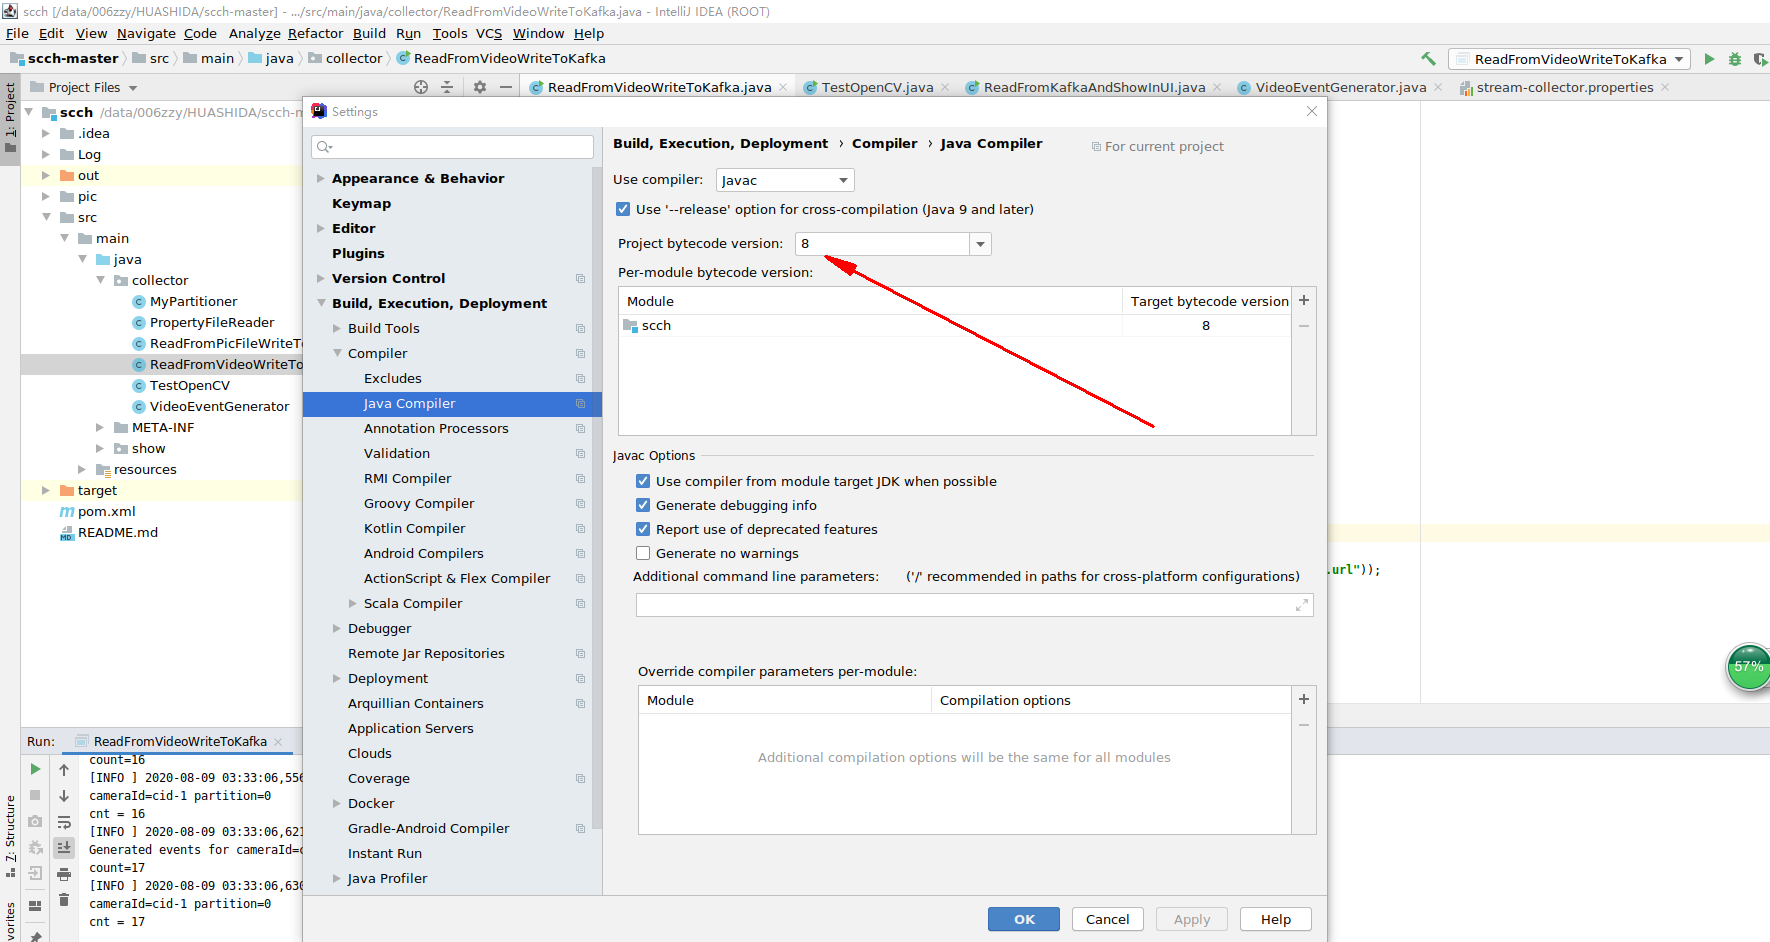 scch [/data/006zzy/HUASHIDA/scch-master] - .../src/main/java/collector/ReadFromVideoWriteToKafka.java - IntelliJ IDEA (ROOT)
File Edit View Navigate Code Analyze Refactor Build Run Tools VCS Window Help
scch-master src main java collector ReadFromVideoWriteToKafka
ReadFromVideoWriteToKafka
Project Files
ReadFromVideoWriteToKafka.java TestOpenCV.java ReadFromKafkaAndShowInUI.java VideoEventGenerator.java stream-collector.properties
1: Project
scch /data/006zzy/HUASHIDA/scch-m
.idea
Log
out
pic
src
main
java
collector
MyPartitioner
PropertyFileReader
ReadFromPicFileWriteTo
ReadFromVideoWriteTo
TestOpenCV
VideoEventGenerator
META-INF
show
resources
target
pom.xml
README.md
Settings
Appearance & Behavior
Keymap
Editor
Plugins
Version Control
Build, Execution, Deployment
Build Tools
Compiler
Excludes
Java Compiler
Annotation Processors
Validation
RMI Compiler
Groovy Compiler
Kotlin Compiler
Android Compilers
ActionScript & Flex Compiler
Scala Compiler
Debugger
Remote Jar Repositories
Deployment
Arquillian Containers
Application Servers
Clouds
Coverage
Docker
Gradle-Android Compiler
Instant Run
Java Profiler
Build, Execution, Deployment › Compiler › Java Compiler
For current project
Use compiler: Javac
Use '--release' option for cross-compilation (Java 9 and later)
Project bytecode version: 8
Per-module bytecode version:
Module Target bytecode version
scch 8
Javac Options
Use compiler from module target JDK when possible
Generate debugging info
Report use of deprecated features
Generate no warnings
Additional command line parameters: ('/' recommended in paths for cross-platform configurations)
Override compiler parameters per-module:
Module Compilation options
Additional compilation options will be the same for all modules
OK Cancel Apply Help
.url"));
57%
Run: ReadFromVideoWriteToKafka
count=16
[INFO ] 2020-08-09 03:33:06,556
cameraId=cid-1 partition=0
cnt = 16
[INFO ] 2020-08-09 03:33:06,621
Generated events for cameraId=c
count=17
[INFO ] 2020-08-09 03:33:06,630
cameraId=cid-1 partition=0
cnt = 17
7: Structure
vorites